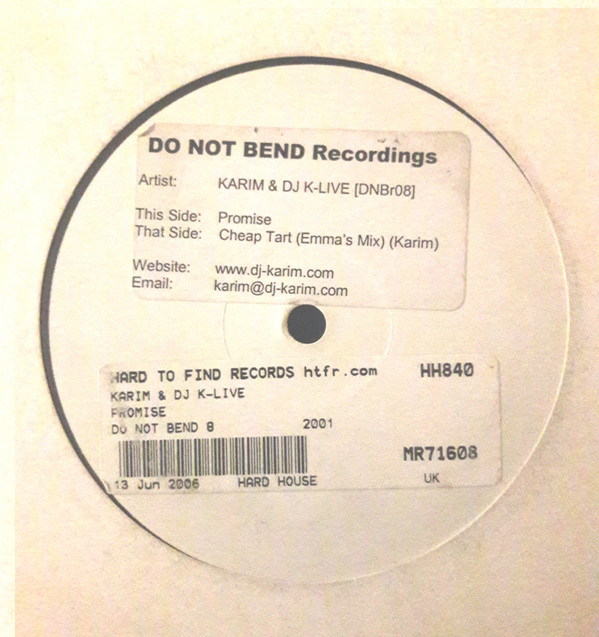 DO NOT BEND Recordings
Artist: KARIM & DJ K-LIVE [DNBr08]
This Side: Promise
That Side: Cheap Tart (Emma's Mix) (Karim)
Website: www.dj-karim.com
Email: karim@dj-karim.com
HARD TO FIND RECORDS htfr.com HH840
KARIM & DJ K-LIVE
PROMISE
DO NOT BEND 8 2001
MR71608
13 Jun 2006 HARD HOUSE UK